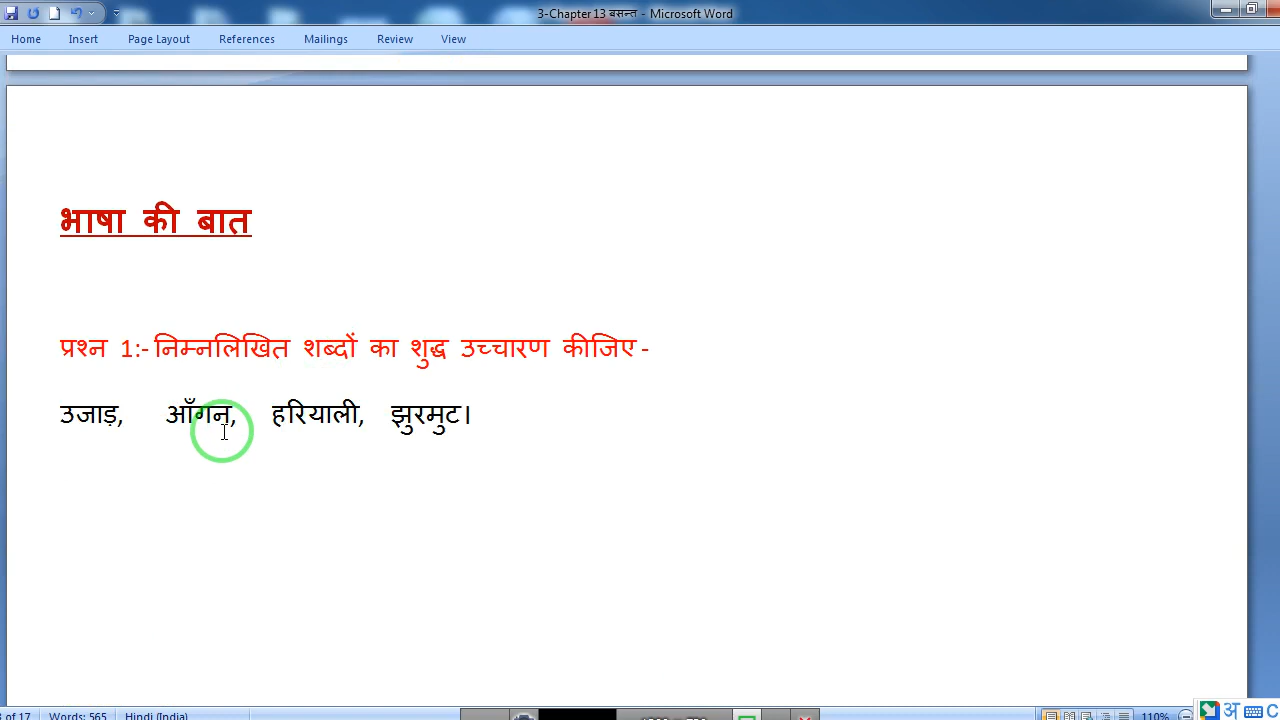 3-Chapter 13 बसन्त - Microsoft Word
Home Insert Page Layout References Mailings Review View
भाषा की बात
प्रश्न 1:- निम्नलिखित शब्दों का शुद्ध उच्चारण कीजिए -
उजाड़, आँगन, हरियाली, झुरमुट।
of 17 Words: 565 Hindi (India) 110% अ